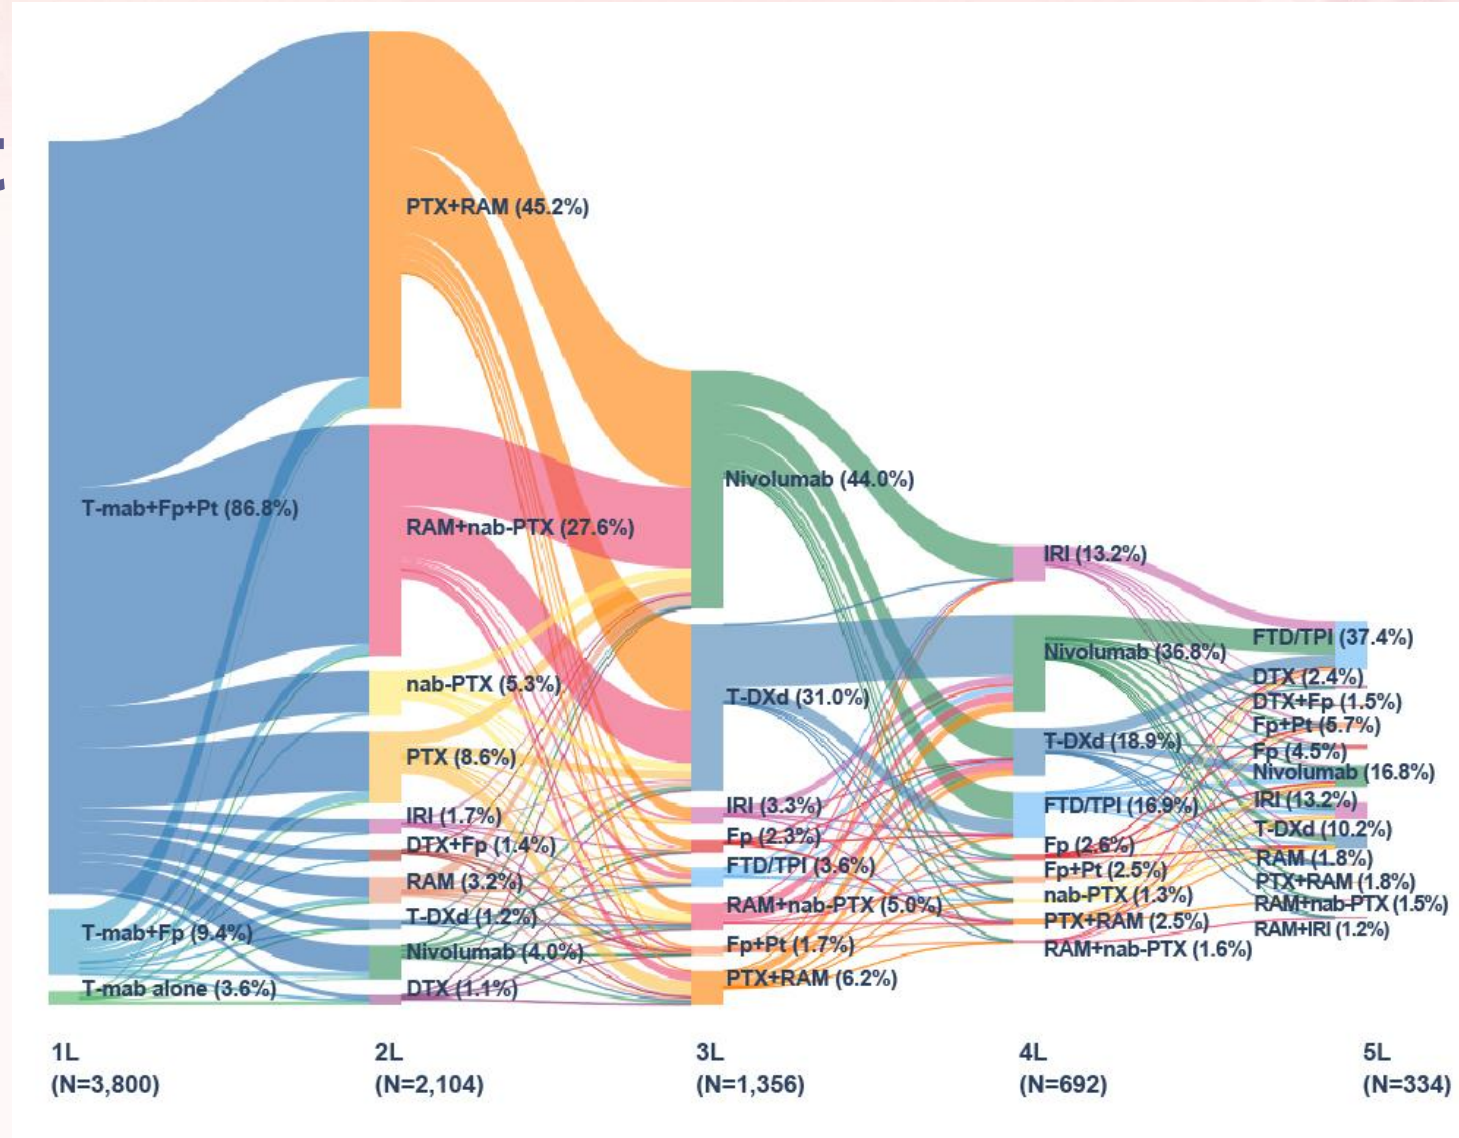 PTX+RAM (45.2%)
T-mab+Fp+Pt (86.8%)
RAM+nab-PTX (27.6%)
nab-PTX (5.3%)
PTX (8.6%)
IRI (1.7%)
DTX+Fp (1.4%)
RAM (3.2%)
T-DXd (1.2%)
Nivolumab (4.0%)
DTX (1.1%)
T-mab+Fp (9.4%)
T-mab alone (3.6%)
Nivolumab (44.0%)
T-DXd (31.0%)
IRI (3.3%)
Fp (2.3%)
FTD/TPI (3.6%)
RAM+nab-PTX (5.0%)
Fp+Pt (1.7%)
PTX+RAM (6.2%)
IRI (13.2%)
Nivolumab (36.8%)
T-DXd (18.9%)
FTD/TPI (16.9%)
Fp (2.6%)
Fp+Pt (2.5%)
nab-PTX (1.3%)
PTX+RAM (2.5%)
RAM+nab-PTX (1.6%)
FTD/TPI (37.4%)
DTX (2.4%)
DTX+Fp (1.5%)
Fp+Pt (5.7%)
Fp (4.5%)
Nivolumab (16.8%)
IRI (13.2%)
T-DXd (10.2%)
RAM (1.8%)
PTX+RAM (1.8%)
RAM+nab-PTX (1.5%)
RAM+IRI (1.2%)
1L
(N=3,800)
2L
(N=2,104)
3L
(N=1,356)
4L
(N=692)
5L
(N=334)